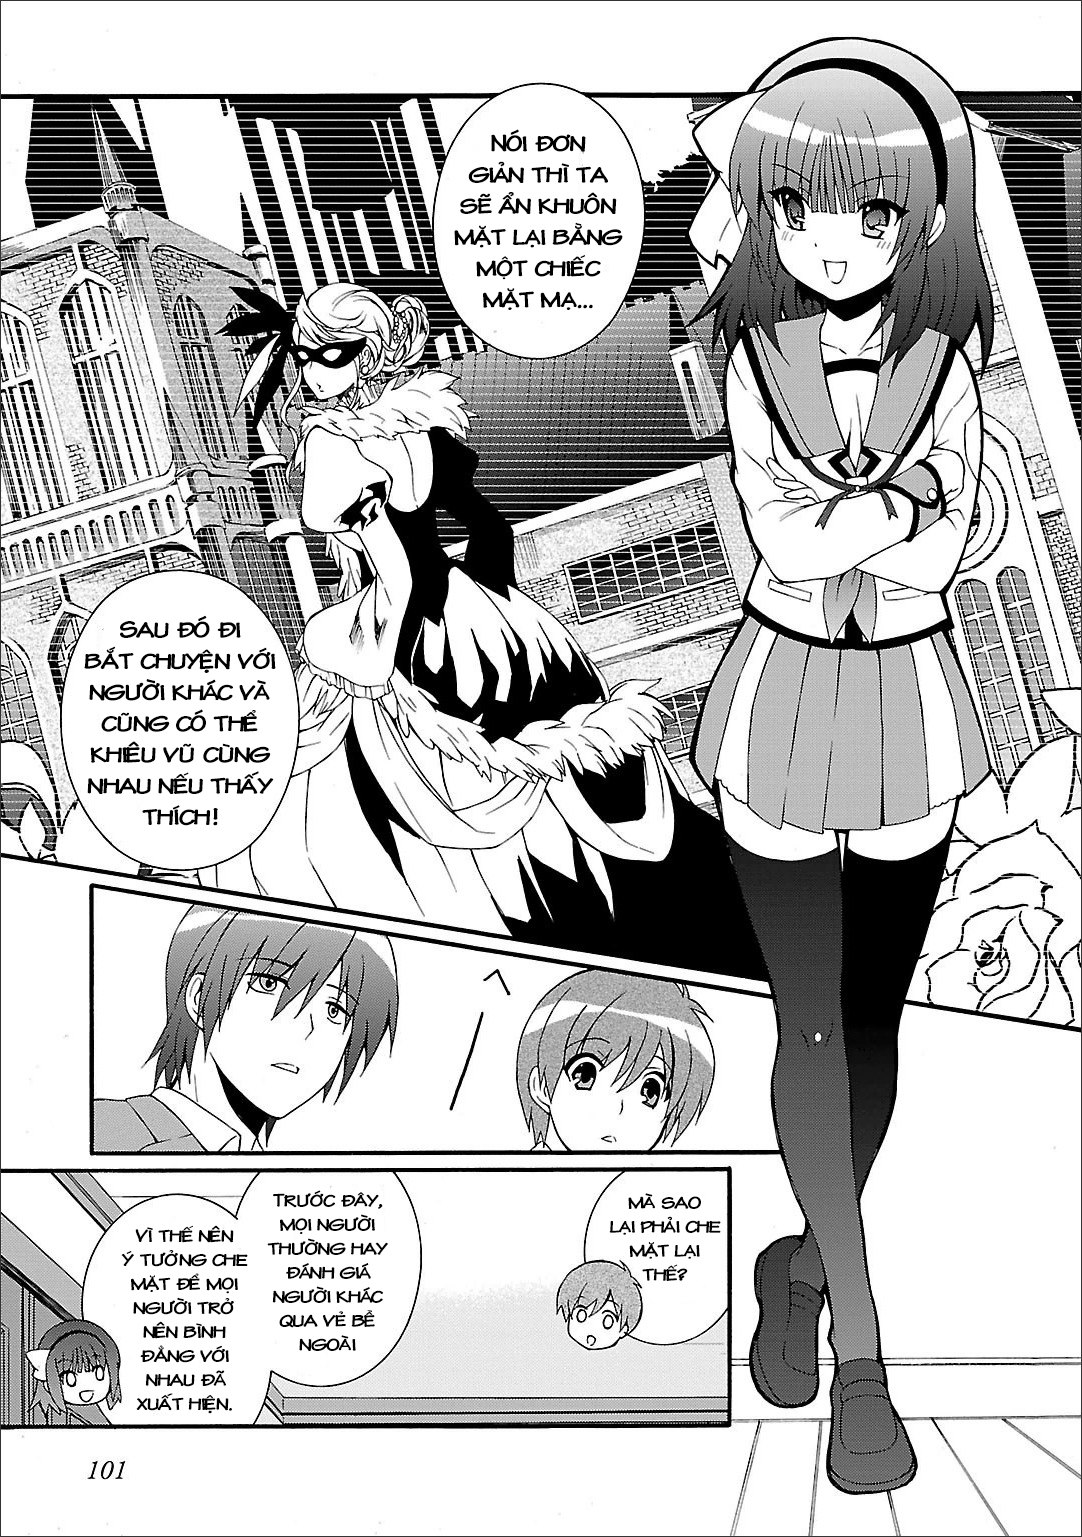 NÓI ĐƠN
GIẢN THÌ TA
SẼ ẨN KHUÔN
MẶT LẠI BẰNG
MỘT CHIẾC
MẶT MẠ...
SAU ĐÓ ĐI
BẮT CHUYỆN VỚI
NGƯỜI KHÁC VÀ
CŨNG CÓ THỂ
KHIÊU VŨ CÙNG
NHAU NẾU THẤY
THÍCH!
MÀ SAO
LẠI PHẢI CHE
MẶT LẠI
THẾ?
TRƯỚC ĐÂY,
MỌI NGƯỜI
THƯỜNG HAY
ĐÁNH GIÁ
NGƯỜI KHÁC
QUA VẺ BỀ
NGOÀI
VÌ THẾ NÊN
Ý TƯỞNG CHE
MẶT ĐỂ MỌI
NGƯỜI TRỞ
NÊN BÌNH
ĐẲNG VỚI
NHAU ĐÃ
XUẤT HIỆN.
101